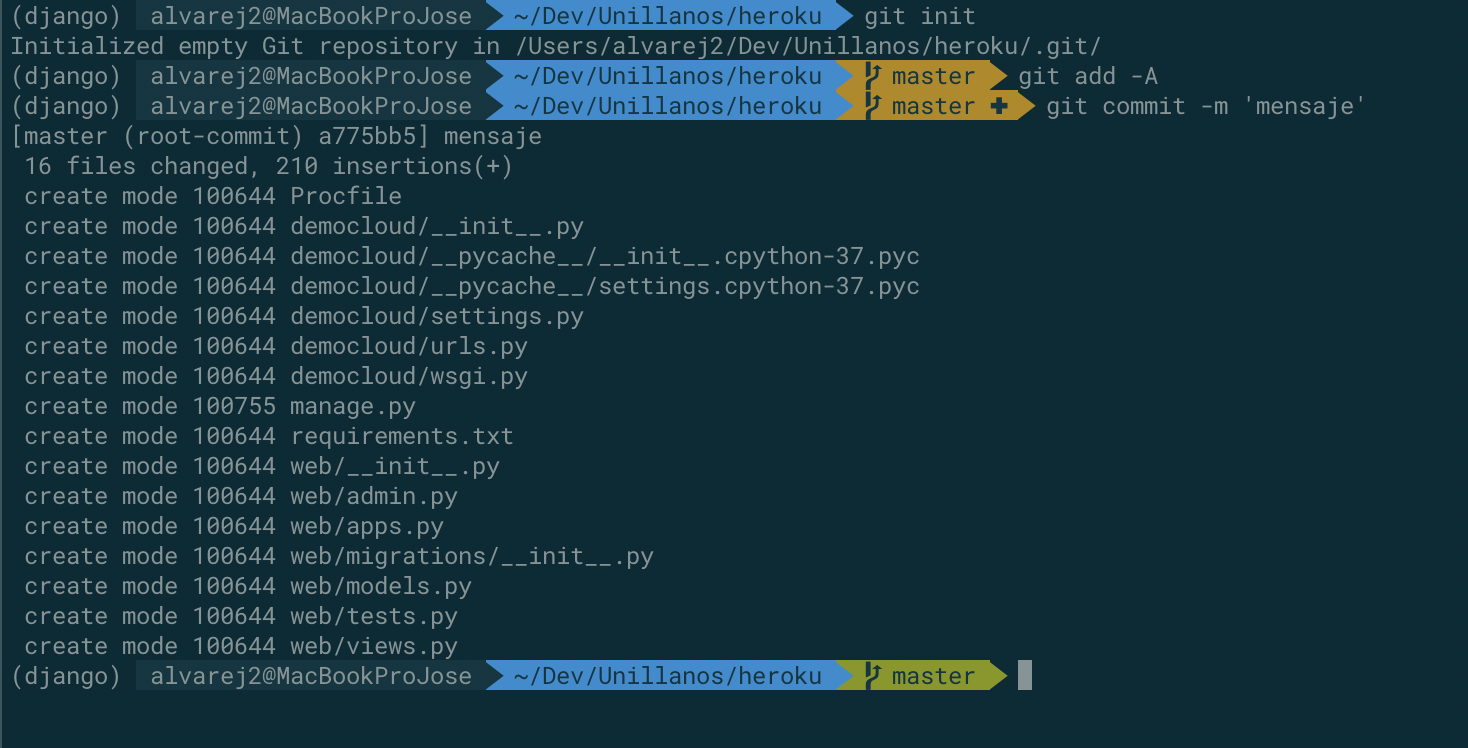 (django) alvarej2@MacBookProJose ~/Dev/Unillanos/heroku git init
Initialized empty Git repository in /Users/alvarej2/Dev/Unillanos/heroku/.git/
(django) alvarej2@MacBookProJose ~/Dev/Unillanos/heroku master git add -A
(django) alvarej2@MacBookProJose ~/Dev/Unillanos/heroku master ✚ git commit -m 'mensaje'
[master (root-commit) a775bb5] mensaje
16 files changed, 210 insertions(+)
create mode 100644 Procfile
create mode 100644 democloud/__init__.py
create mode 100644 democloud/__pycache__/__init__.cpython-37.pyc
create mode 100644 democloud/__pycache__/settings.cpython-37.pyc
create mode 100644 democloud/settings.py
create mode 100644 democloud/urls.py
create mode 100644 democloud/wsgi.py
create mode 100755 manage.py
create mode 100644 requirements.txt
create mode 100644 web/__init__.py
create mode 100644 web/admin.py
create mode 100644 web/apps.py
create mode 100644 web/migrations/__init__.py
create mode 100644 web/models.py
create mode 100644 web/tests.py
create mode 100644 web/views.py
(django) alvarej2@MacBookProJose ~/Dev/Unillanos/heroku master